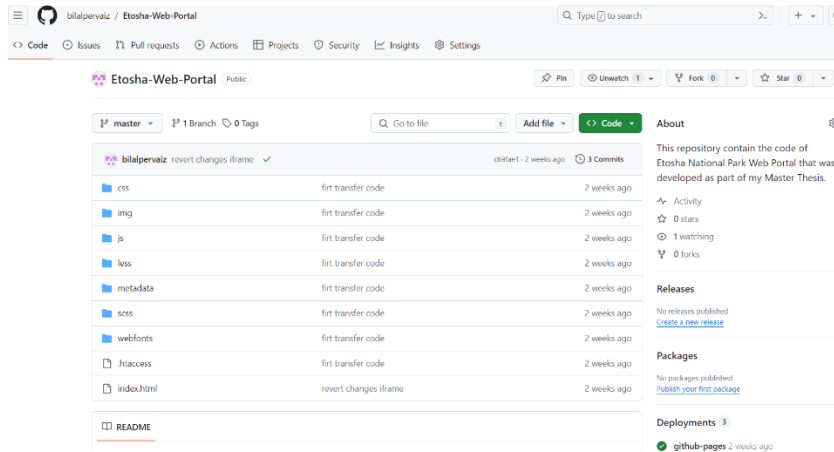 bilalpervaiz / Etosha-Web-Portal
Type / to search
Code Issues Pull requests Actions Projects Security Insights Settings
Etosha-Web-Portal Public
Pin Unwatch 1 Fork 0 Star 0
master 1 Branch 0 Tags Go to file t Add file Code
About
This repository contain the code of
Etosha National Park Web Portal that was
developed as part of my Master Thesis.
bilalpervaiz revert changes iframe c69fae1 · 2 weeks ago 3 Commits
css firt transfer code 2 weeks ago
img firt transfer code 2 weeks ago
js firt transfer code 2 weeks ago
less firt transfer code 2 weeks ago
metadata firt transfer code 2 weeks ago
scss firt transfer code 2 weeks ago
webfonts firt transfer code 2 weeks ago
.htaccess firt transfer code 2 weeks ago
index.html revert changes iframe 2 weeks ago
README
Activity
0 stars
1 watching
0 forks
Releases
No releases published
Create a new release
Packages
No packages published
Publish your first package
Deployments 3
github-pages 2 weeks ago